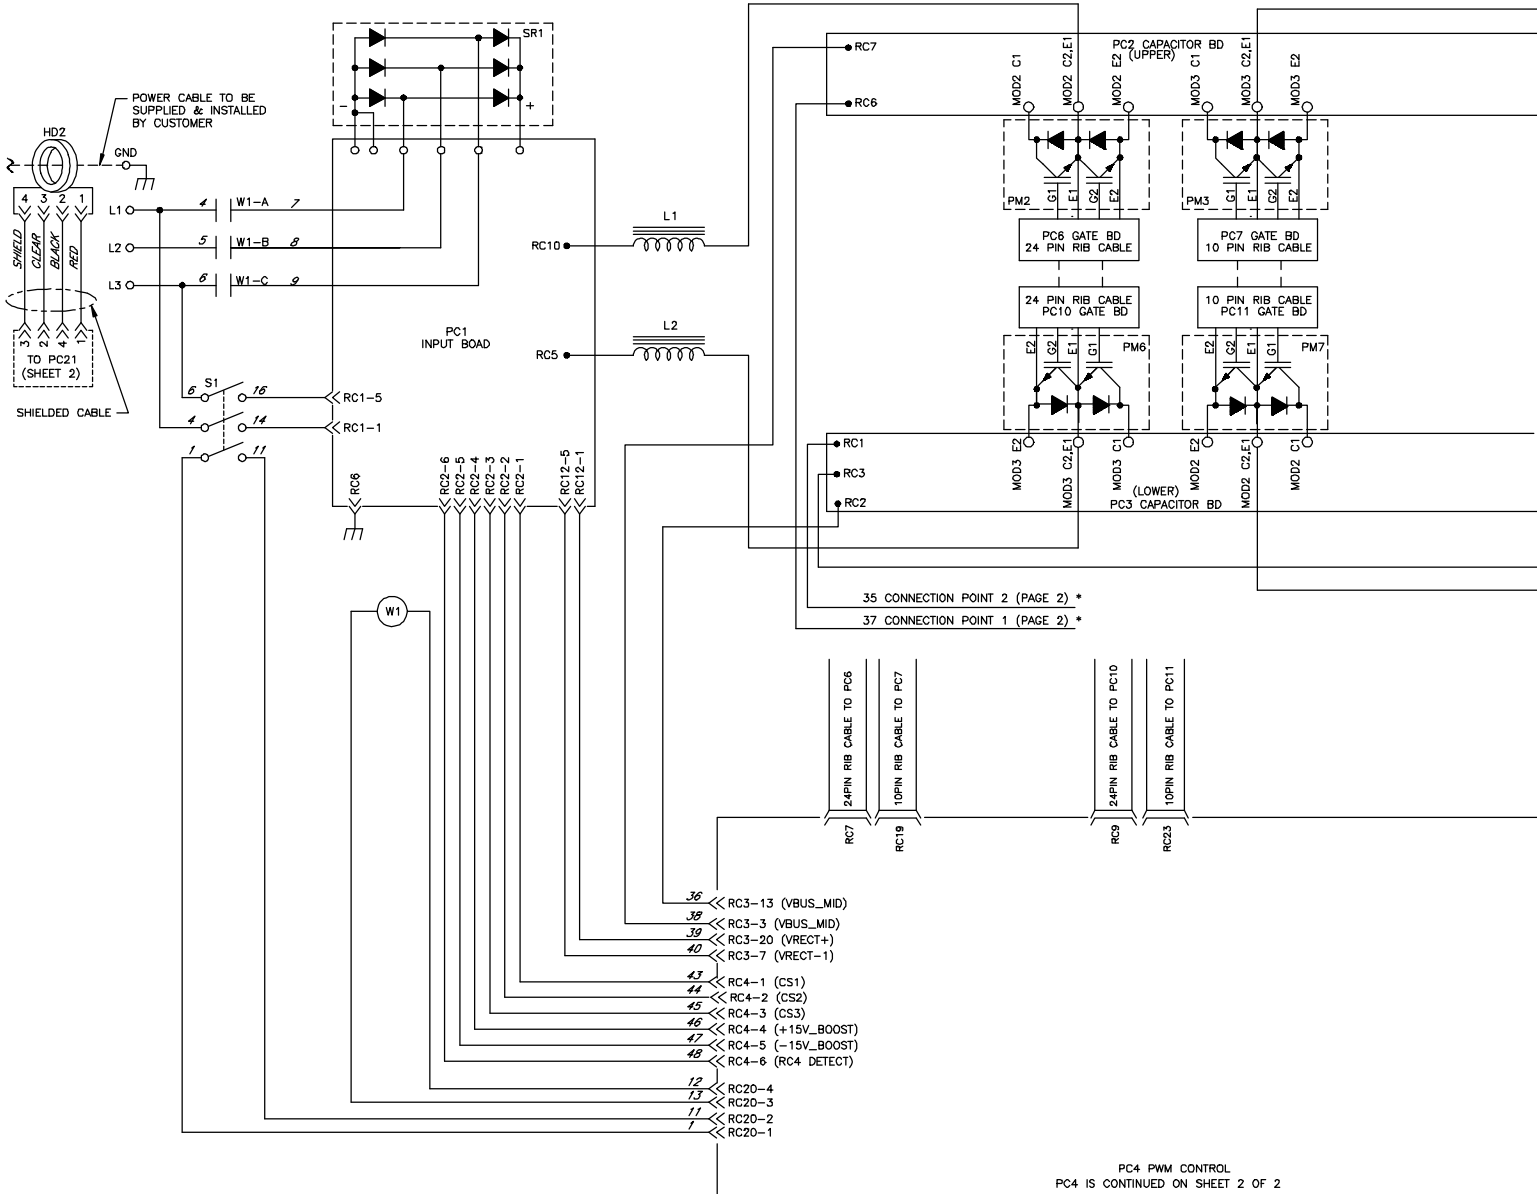 SR1
-
+
POWER CABLE TO BE
SUPPLIED & INSTALLED
BY CUSTOMER
HD2
GND
4 3 2 1
SHIELD
CLEAR
BLACK
RED
3 2 4 1
TO PC21
(SHEET 2)
SHIELDED CABLE
L1
4 W1-A 7
L2
5 W1-B 8
L3
6 W1-C 9
S1
6 16
4 14
1 11
RC10
RC5
PC1
INPUT BOAD
RC1-5
RC1-1
RC6
RC2-6
RC2-5
RC2-4
RC2-3
RC2-2
RC2-1
RC12-5
RC12-1
L1
L2
W1
RC7
RC6
PC2 CAPACITOR BD
(UPPER)
MOD2 C1
MOD2 C2,E1
MOD2 E2
MOD3 C1
MOD3 C2,E1
MOD3 E2
PM2
G1
E1
G2
E2
PM3
G1
E1
G2
E2
PC6 GATE BD
24 PIN RIB CABLE
PC7 GATE BD
10 PIN RIB CABLE
24 PIN RIB CABLE
PC10 GATE BD
10 PIN RIB CABLE
PC11 GATE BD
E2
G2
E1
G1
PM6
E2
G2
E1
G1
PM7
RC1
RC3
RC2
MOD3 E2
MOD3 C2,E1
MOD3 C1
MOD2 E2
MOD2 C2,E1
MOD2 C1
(LOWER)
PC3 CAPACITOR BD
35 CONNECTION POINT 2 (PAGE 2) *
37 CONNECTION POINT 1 (PAGE 2) *
24PIN RIB CABLE TO PC6
10PIN RIB CABLE TO PC7
24PIN RIB CABLE TO PC10
10PIN RIB CABLE TO PC11
RC7
RC19
RC9
RC23
36 RC3-13 (VBUS_MID)
38 RC3-3 (VBUS_MID)
39 RC3-20 (VRECT+)
40 RC3-7 (VRECT-1)
43 RC4-1 (CS1)
44 RC4-2 (CS2)
45 RC4-3 (CS3)
46 RC4-4 (+15V_BOOST)
47 RC4-5 (-15V_BOOST)
48 RC4-6 (RC4 DETECT)
12 RC20-4
13 RC20-3
11 RC20-2
1 RC20-1
PC4 PWM CONTROL
PC4 IS CONTINUED ON SHEET 2 OF 2